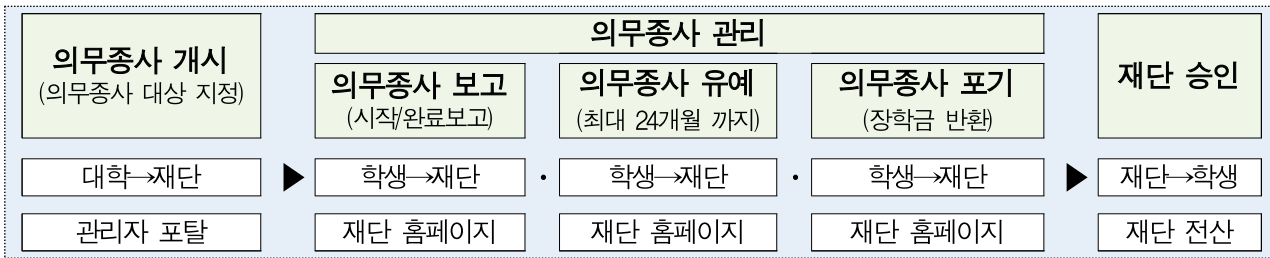 의무종사 개시
(의무종사 대상 지정)
의무종사 관리
의무종사 보고
(시작/완료보고)
의무종사 유예
(최대 24개월 까지)
의무종사 포기
(장학금 반환)
재단 승인
대학→재단
▶
학생→재단
·
학생→재단
·
학생→재단
▶
재단→학생
관리자 포탈
재단 홈페이지
재단 홈페이지
재단 홈페이지
재단 전산